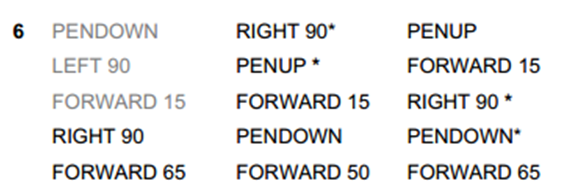 6 PENDOWN RIGHT 90* PENUP
LEFT 90 PENUP * FORWARD 15
FORWARD 15 FORWARD 15 RIGHT 90 *
RIGHT 90 PENDOWN PENDOWN*
FORWARD 65 FORWARD 50 FORWARD 65